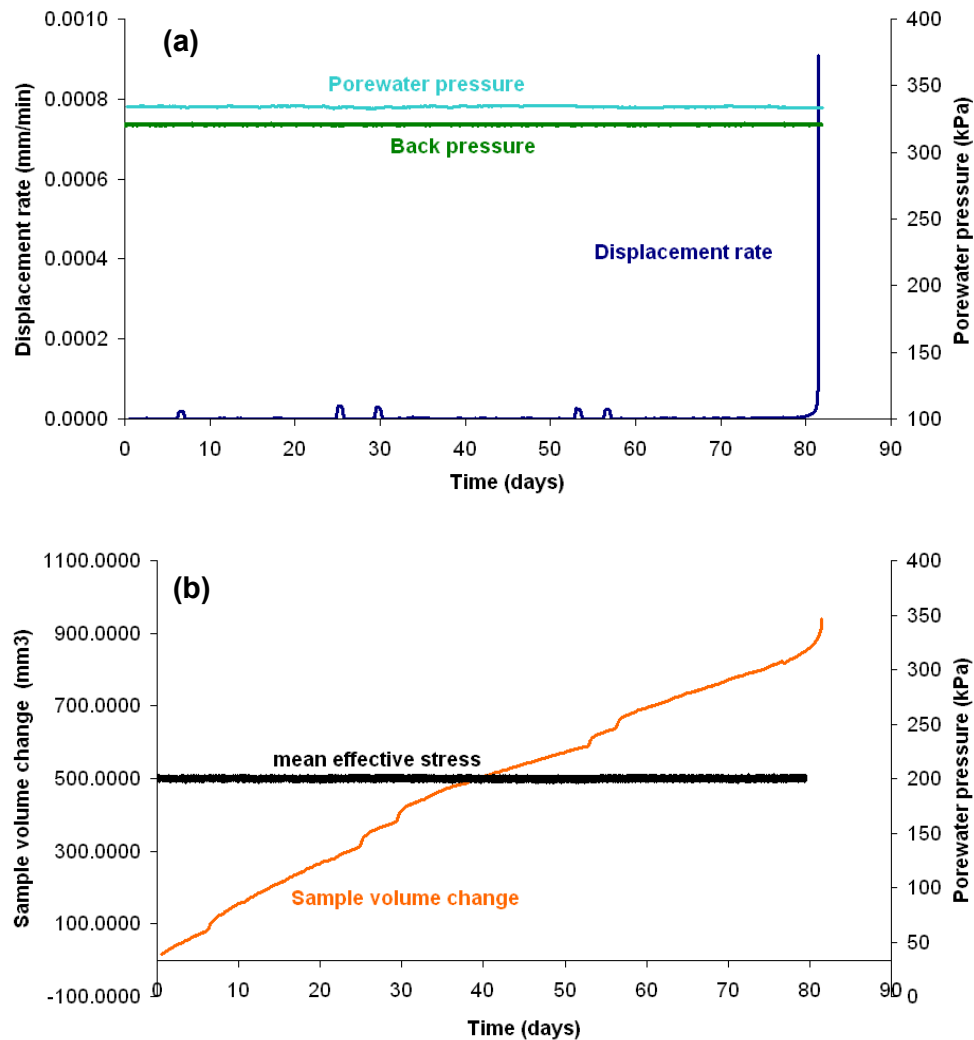 (a)
0.0010
0.0008
0.0006
0.0004
0.0002
0.0000
Displacement rate (mm/min)
400
350
300
250
200
150
100
Porewater pressure (kPa)
Porewater pressure
Back pressure
Displacement rate
0 10 20 30 40 50 60 70 80 90
Time (days)
(b)
1100.0000
900.0000
700.0000
500.0000
300.0000
100.0000
-100.0000
Sample volume change (mm3)
400
350
300
250
200
150
100
50
0
Porewater pressure (kPa)
mean effective stress
Sample volume change
0 10 20 30 40 50 60 70 80 90
Time (days)